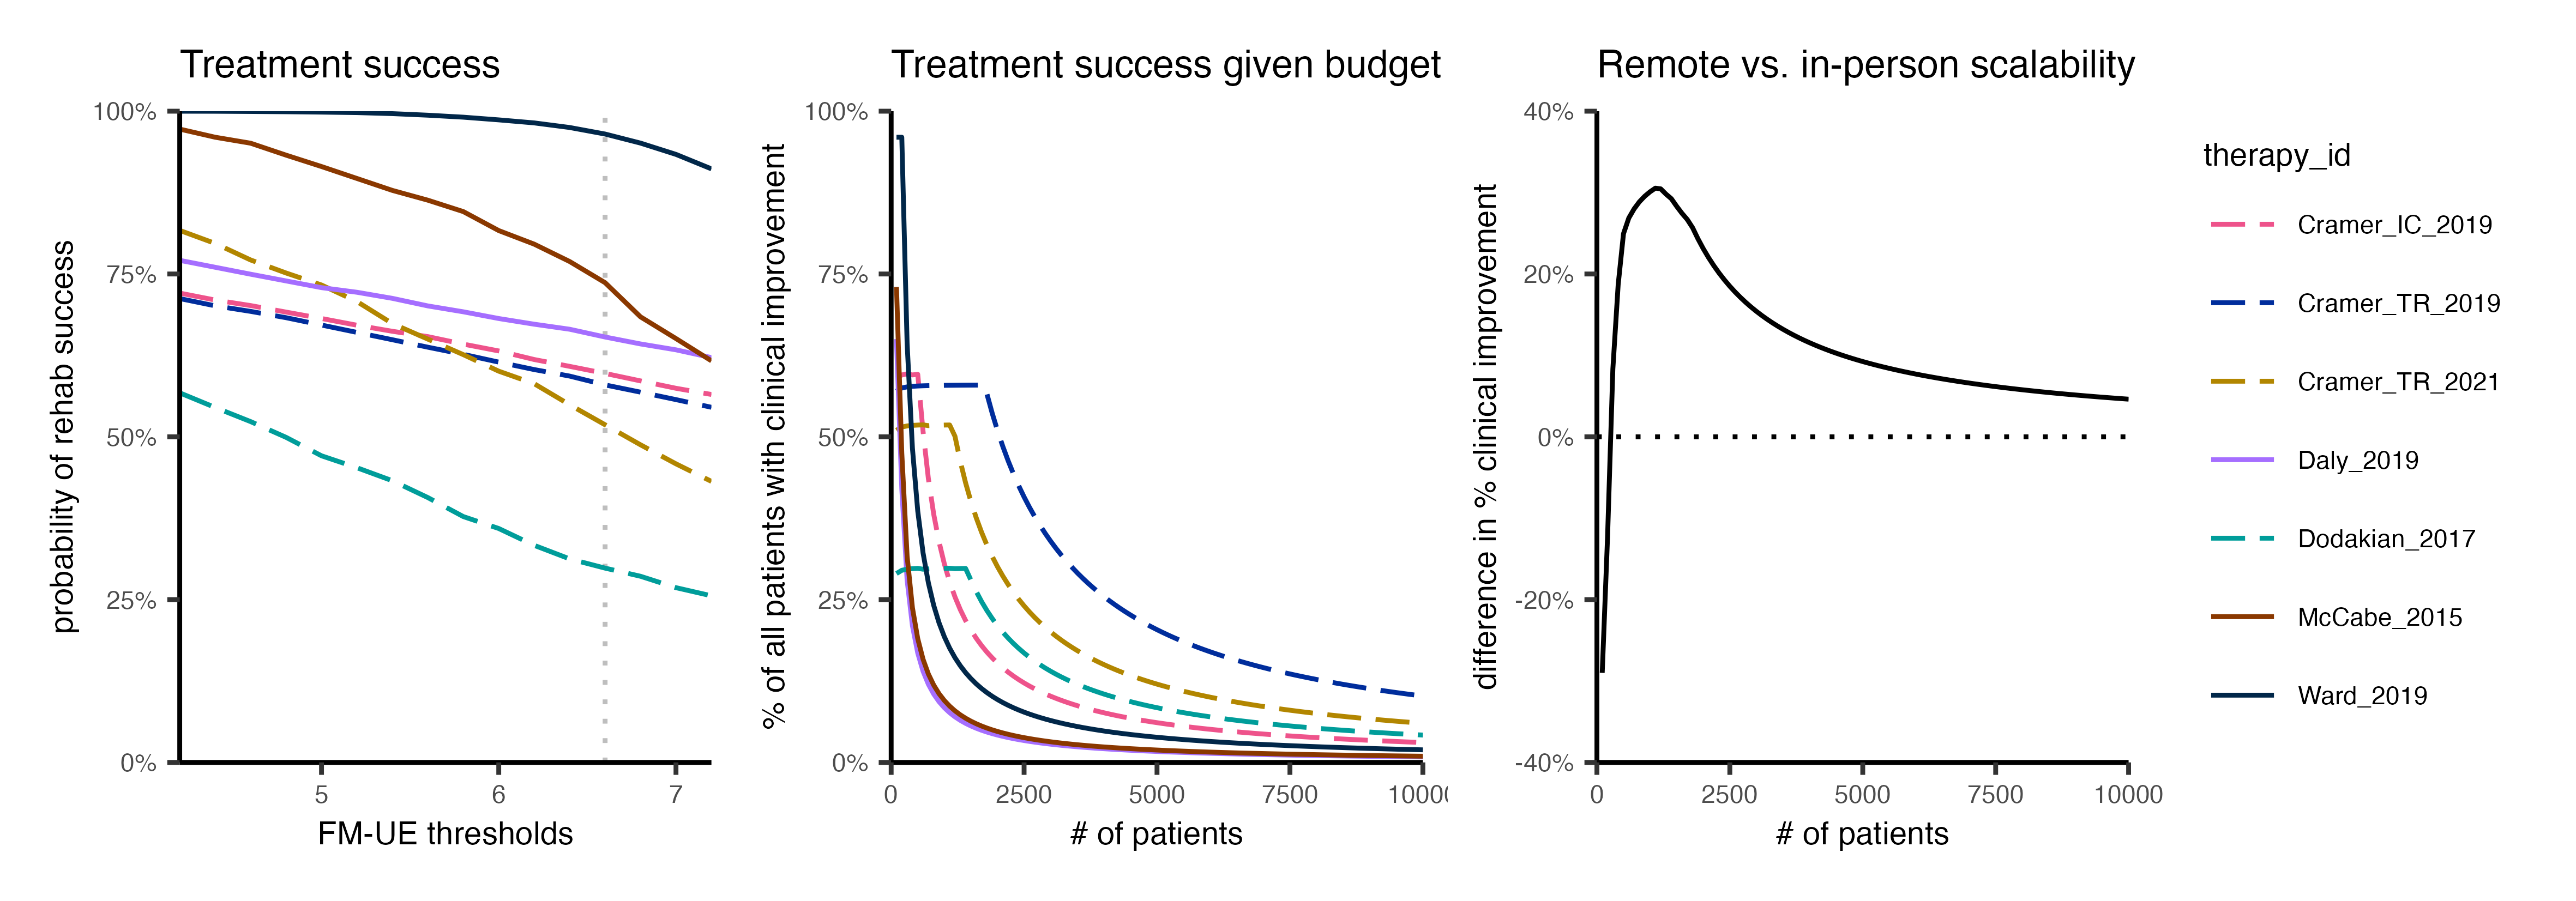 Treatment success
probability of rehab success
100%
75%
50%
25%
0%
5 6 7
FM-UE thresholds
Treatment success given budget
% of all patients with clinical improvement
100%
75%
50%
25%
0%
0 2500 5000 7500 1000
# of patients
Remote vs. in-person scalability
difference in % clinical improvement
40%
20%
0%
-20%
-40%
0 2500 5000 7500 10000
# of patients
therapy_id
Cramer_IC_2019
Cramer_TR_2019
Cramer_TR_2021
Daly_2019
Dodakian_2017
McCabe_2015
Ward_2019